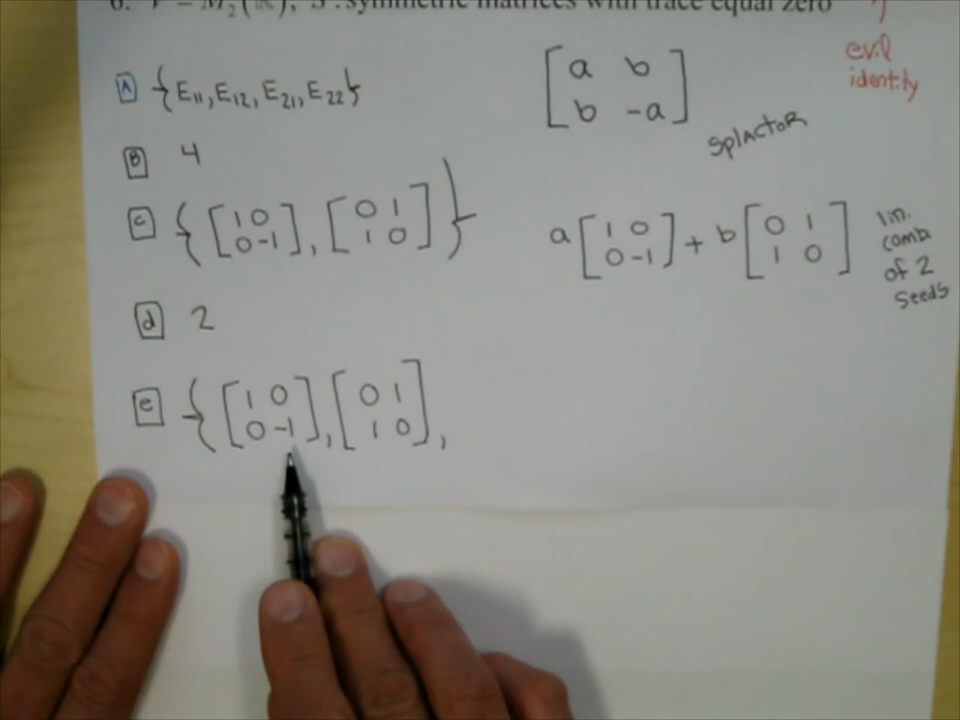 6. V = M₂(ℝ), S : symmetric matrices with trace equal zero
evil
identity
A {E₁₁, E₁₂, E₂₁, E₂₂}
[a b
b -a]
SPlACTOR
B 4
c {[1 0
0 -1], [0 1
1 0]}
a[1 0
0 -1] + b[0 1
1 0]
lin.
comb
of 2
seeds
d 2
e {[1 0
0 -1], [0 1
1 0],